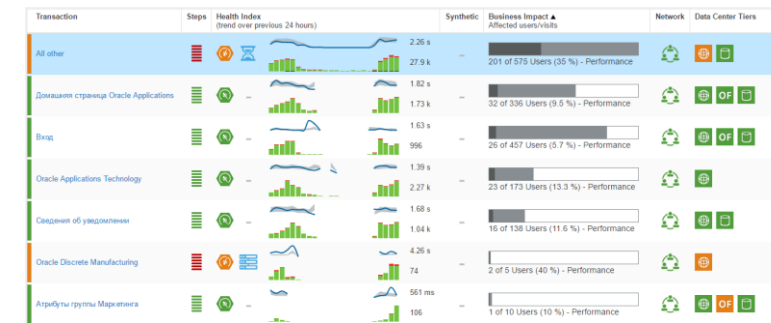 Transaction Steps Health Index Synthetic Business Impact ▲ Network Data Center Tiers
(trend over previous 24 hours) Affected users/visits
All other 2.26 s
27.9 k – 201 of 575 Users (35 %) - Performance
Домашняя страница Oracle Applications – 1.82 s
1.73 k – 32 of 336 Users (9.5 %) - Performance OF
Вход – 1.63 s
996 – 26 of 457 Users (5.7 %) - Performance OF
Oracle Applications Technology – 1.39 s
2.27 k – 23 of 173 Users (13.3 %) - Performance
Сведения об уведомлении – 1.68 s
1.04 k – 16 of 138 Users (11.6 %) - Performance
Oracle Discrete Manufacturing 4.26 s
74 – 2 of 5 Users (40 %) - Performance
Атрибуты группы Маркетинга – 561 ms
106 – 1 of 10 Users (10 %) - Performance OF